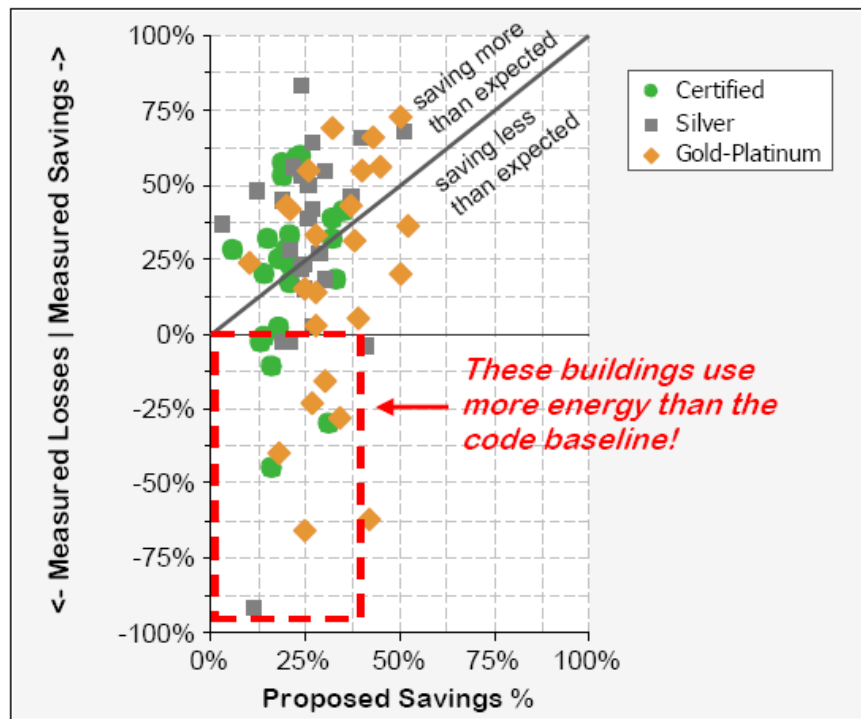 100%
75%
50%
25%
0%
-25%
-50%
-75%
-100%
<- Measured Losses | Measured Savings ->
saving more
than expected
saving less
than expected
Certified
Silver
Gold-Platinum
These buildings use
more energy than the
code baseline!
0%
25%
50%
75%
100%
Proposed Savings %